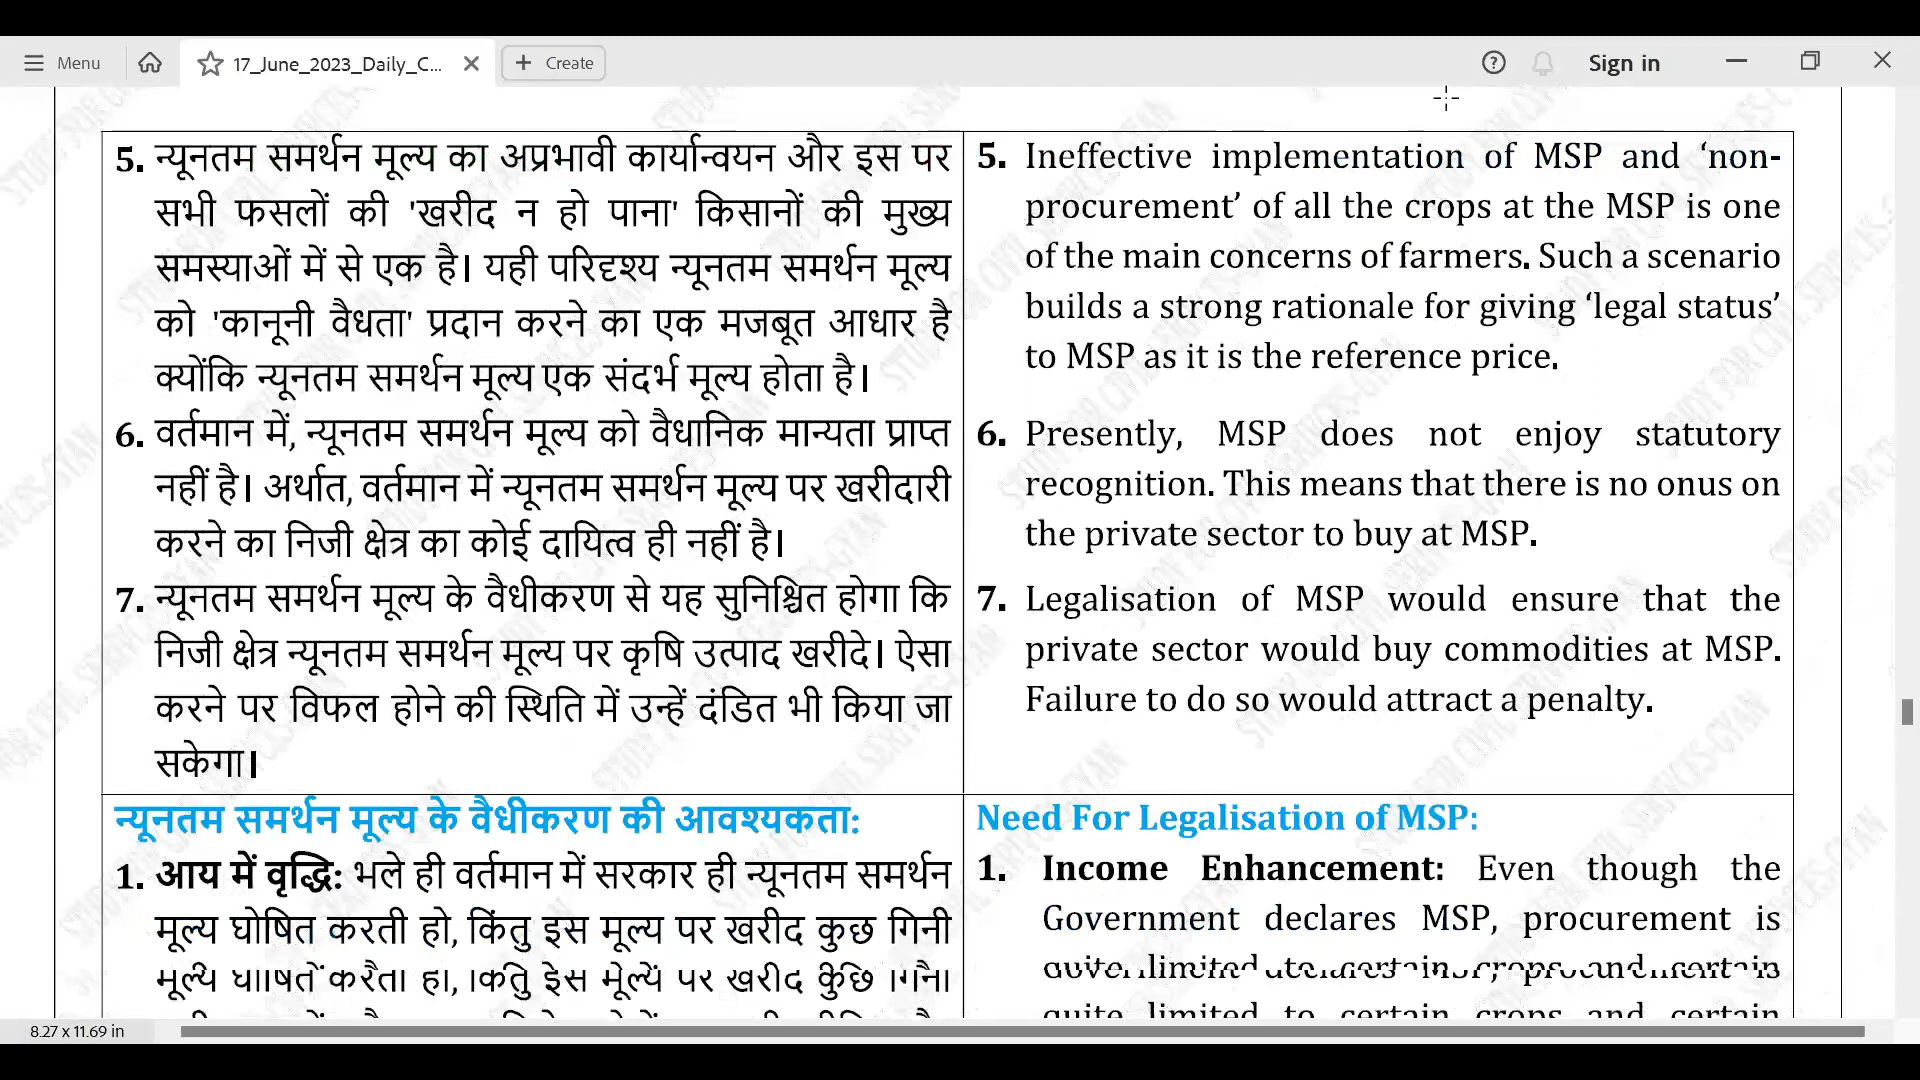 Menu
17_June_2023_Daily_C...
Create
Sign in
5. न्यूनतम समर्थन मूल्य का अप्रभावी कार्यान्वयन और इस पर
सभी फसलों की 'खरीद न हो पाना' किसानों की मुख्य
समस्याओं में से एक है। यही परिदृश्य न्यूनतम समर्थन मूल्य
को 'कानूनी वैधता' प्रदान करने का एक मजबूत आधार है
क्योंकि न्यूनतम समर्थन मूल्य एक संदर्भ मूल्य होता है।
6. वर्तमान में, न्यूनतम समर्थन मूल्य को वैधानिक मान्यता प्राप्त
नहीं है। अर्थात, वर्तमान में न्यूनतम समर्थन मूल्य पर खरीदारी
करने का निजी क्षेत्र का कोई दायित्व ही नहीं है।
7. न्यूनतम समर्थन मूल्य के वैधीकरण से यह सुनिश्चित होगा कि
निजी क्षेत्र न्यूनतम समर्थन मूल्य पर कृषि उत्पाद खरीदे। ऐसा
करने पर विफल होने की स्थिति में उन्हें दंडित भी किया जा
सकेगा।
5. Ineffective implementation of MSP and ‘non-
procurement’ of all the crops at the MSP is one
of the main concerns of farmers. Such a scenario
builds a strong rationale for giving ‘legal status’
to MSP as it is the reference price.
6. Presently, MSP does not enjoy statutory
recognition. This means that there is no onus on
the private sector to buy at MSP.
7. Legalisation of MSP would ensure that the
private sector would buy commodities at MSP.
Failure to do so would attract a penalty.
न्यूनतम समर्थन मूल्य के वैधीकरण की आवश्यकता:
1. आय में वृद्धि: भले ही वर्तमान में सरकार ही न्यूनतम समर्थन
मूल्य घोषित करती हो, किंतु इस मूल्य पर खरीद कुछ गिनी
Need For Legalisation of MSP:
1. Income Enhancement: Even though the
Government declares MSP, procurement is
quite limited to certain crops and certain
8.27 x 11.69 in